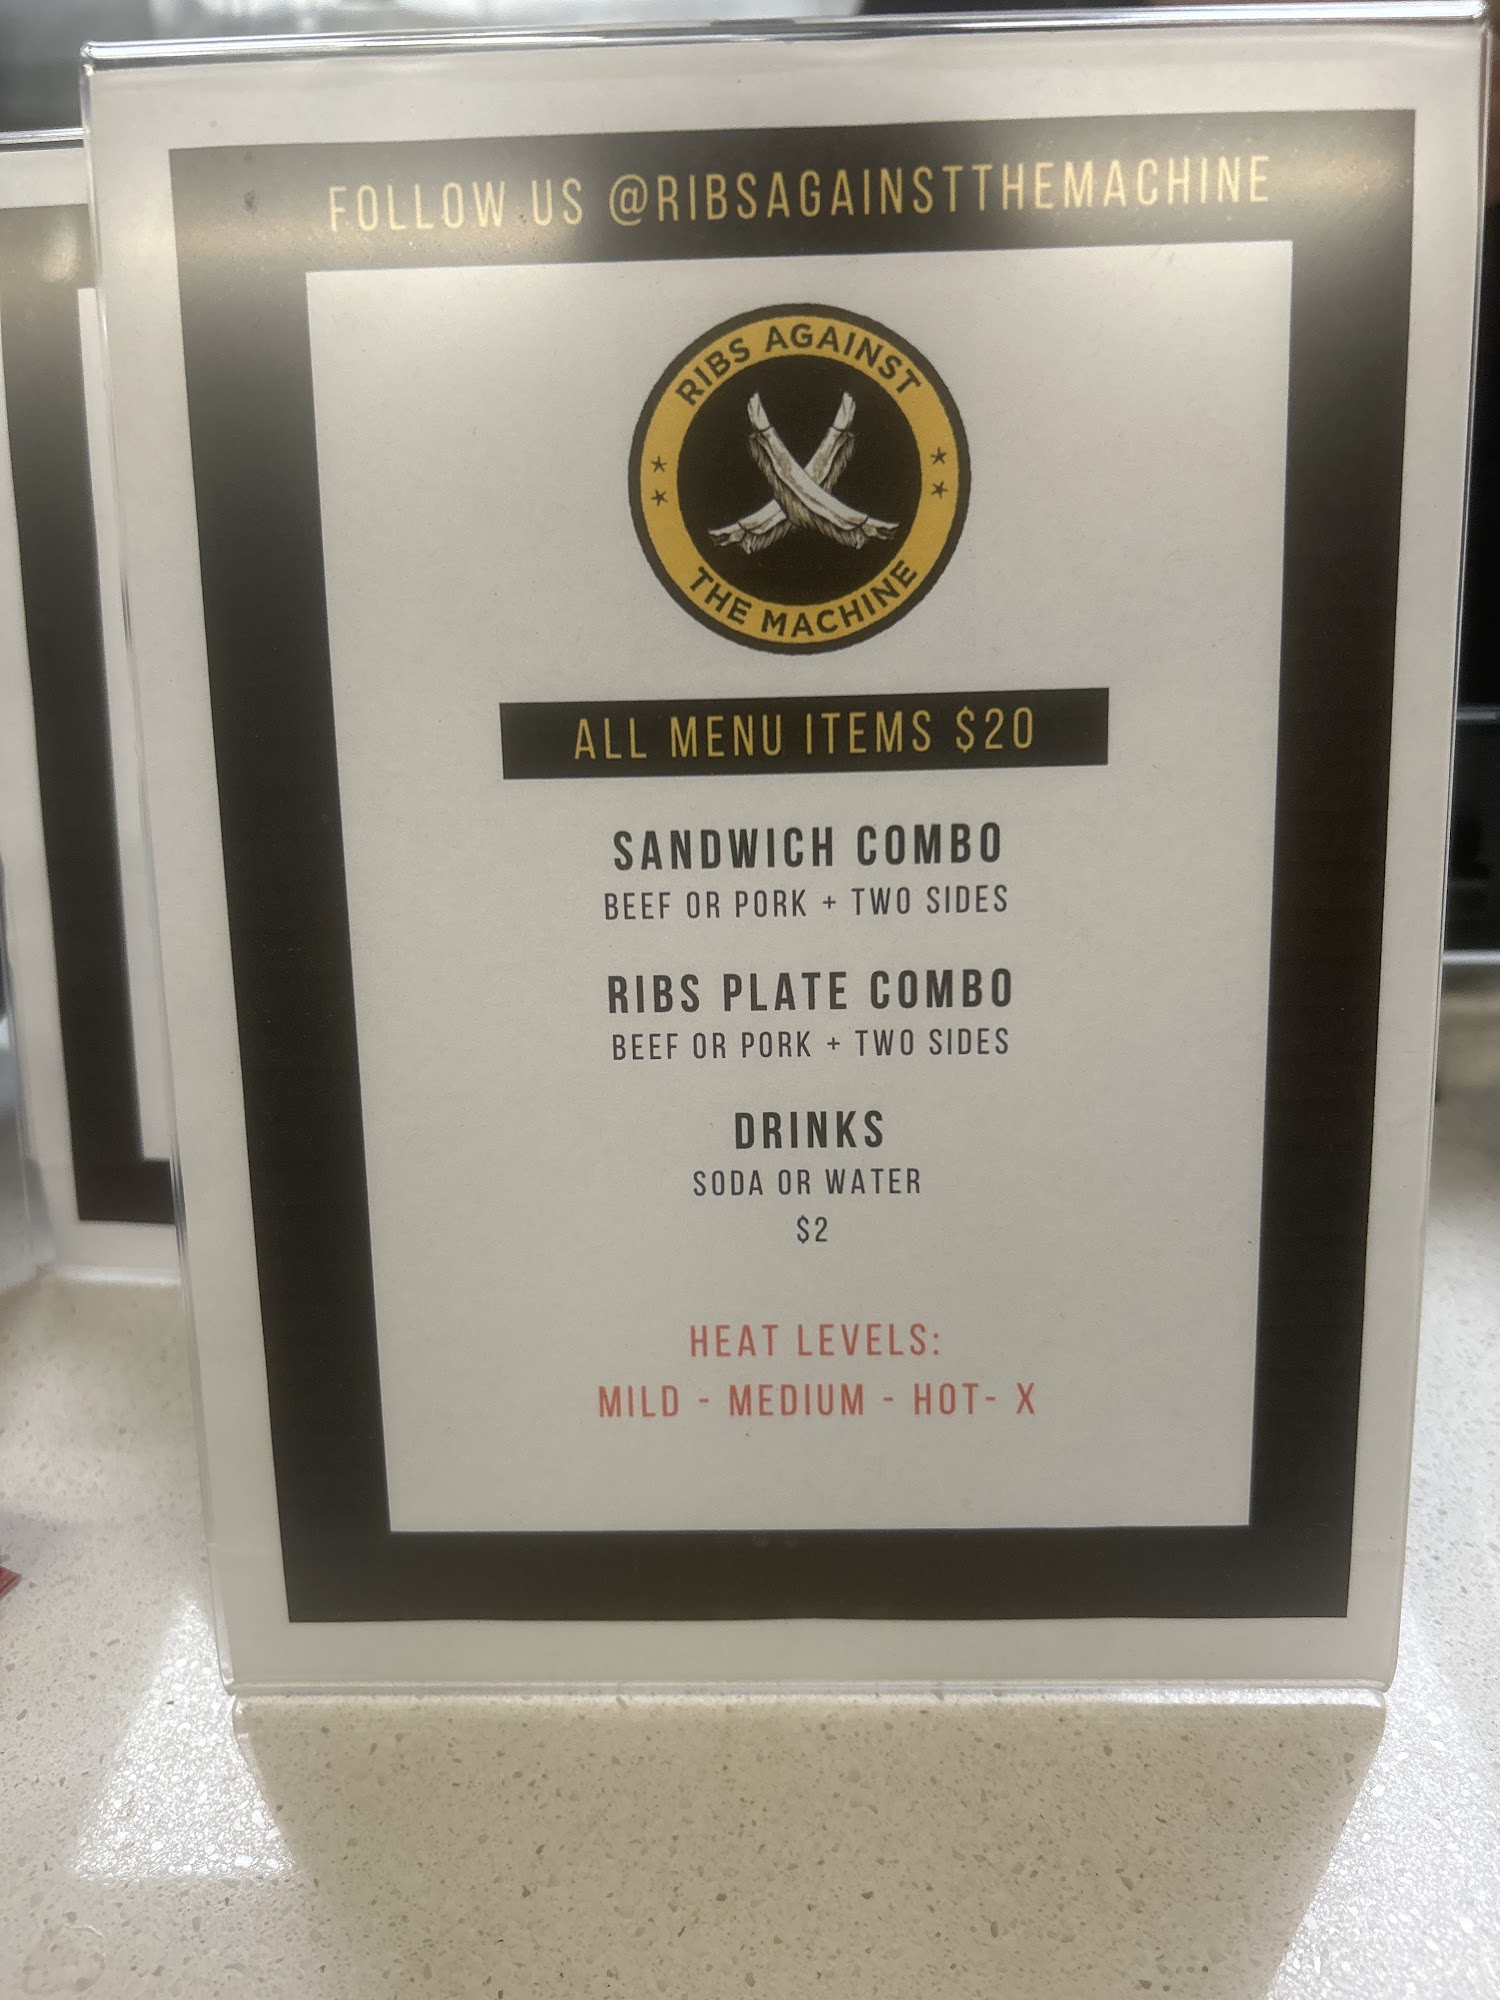 FOLLOW US @RIBSAGAINSTTHEMACHINE
RIBS AGAINST
THE MACHINE
ALL MENU ITEMS $20
SANDWICH COMBO
BEEF OR PORK + TWO SIDES
RIBS PLATE COMBO
BEEF OR PORK + TWO SIDES
DRINKS
SODA OR WATER
$2
HEAT LEVELS:
MILD - MEDIUM - HOT- X